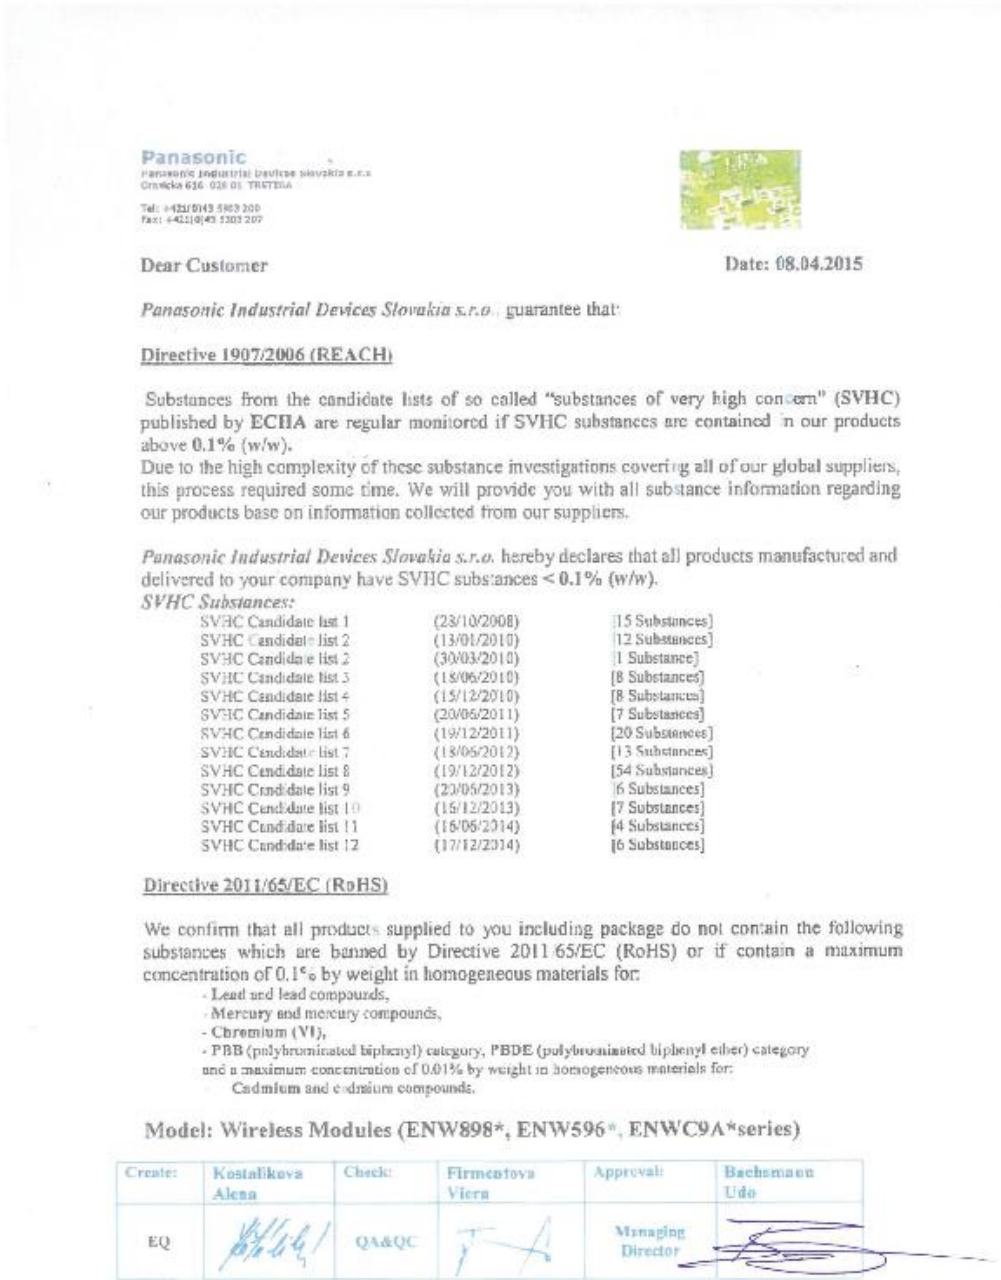 Panasonic
Panasonic Industrial Devices Slovakia s.r.o
616 028 01 TRSTENA
Tel: +421(0)43 5303 200
Fax: +421(0)43 5303 207
Dear Customer
Date: 08.04.2015
Panasonic Industrial Devices Slovakia s.r.o., guarantee that:
Directive 1907/2006 (REACH)
Substances from the candidate lists of so called "substances of very high concern" (SVHC)
published by ECHA are regular monitored if SVHC substances are contained in our products
above 0.1% (w/w).
Due to the high complexity of these substance investigations covering all of our global suppliers,
this process required some time. We will provide you with all substance information regarding
our products base on information collected from our suppliers.
Panasonic Industrial Devices Slovakia s.r.o. hereby declares that all products manufactured and
delivered to your company have SVHC substances < 0.1% (w/w).
SVHC Substances:
SVHC Candidate list 1 (28/10/2008) [15 Substances]
SVHC Candidate list 2 (13/01/2010) [12 Substances]
SVHC Candidate list 2 (30/03/2010) [1 Substance]
SVHC Candidate list 3 (18/06/2010) [8 Substances]
SVHC Candidate list 4 (15/12/2010) [8 Substances]
SVHC Candidate list 5 (20/06/2011) [7 Substances]
SVHC Candidate list 6 (19/12/2011) [20 Substances]
SVHC Candidate list 7 (18/06/2012) [13 Substances]
SVHC Candidate list 8 (19/12/2012) [54 Substances]
SVHC Candidate list 9 (20/06/2013) [6 Substances]
SVHC Candidate list 10 (16/12/2013) [7 Substances]
SVHC Candidate list 11 (16/06/2014) [4 Substances]
SVHC Candidate list 12 (17/12/2014) [6 Substances]
Directive 2011/65/EC (RoHS)
We confirm that all products supplied to you including package do not contain the following
substances which are banned by Directive 2011/65/EC (RoHS) or if contain a maximum
concentration of 0.1% by weight in homogeneous materials for:
- Lead and lead compounds,
- Mercury and mercury compounds,
- Chromium (VI),
- PBB (polybrominated biphenyl) category, PBDE (polybrominated biphenyl ether) category
and a maximum concentration of 0.01% by weight in homogeneous materials for:
Cadmium and cadmium compounds.
Model: Wireless Modules (ENW898*, ENW596*, ENWC9A*series)
Create: Kostalikova Check: Firmentova Approval: Bachsmann
Alena Viera Udo
EQ QA&QC Managing
Director